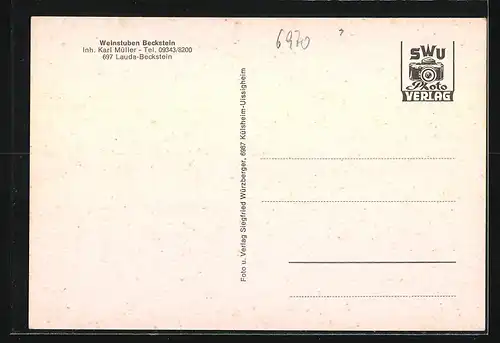 Weinstuben Beckstein
Inh. Karl Müller - Tel. 09343/8200
697 Lauda-Beckstein
6970
?
SWU
Photo
VERLAG
Foto u. Verlag Siegfried Würzberger, 6987 Külsheim-Uissigheim